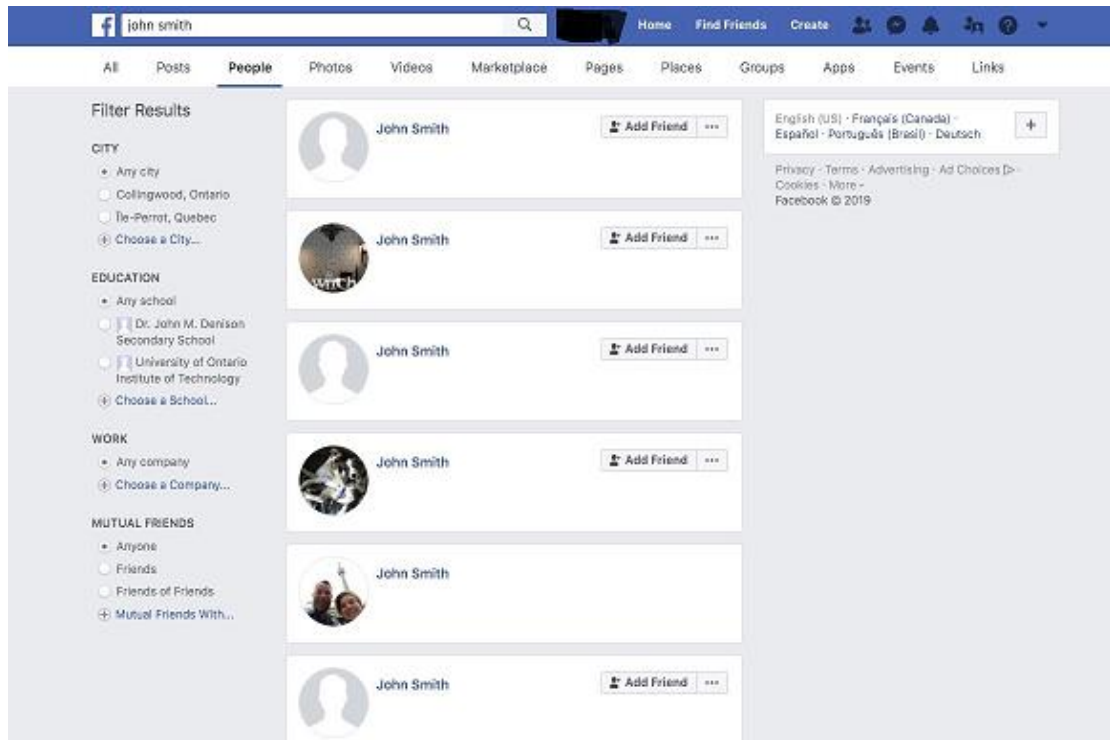 john smith
Home Find Friends Create
All Posts People Photos Videos Marketplace Pages Places Groups Apps Events Links
Filter Results
CITY
Any city
Collingwood, Ontario
Île-Perrot, Quebec
Choose a City...
EDUCATION
Any school
Dr. John M. Denison
Secondary School
University of Ontario
Institute of Technology
Choose a School...
WORK
Any company
Choose a Company...
MUTUAL FRIENDS
Anyone
Friends
Friends of Friends
Mutual Friends With...
John Smith
Add Friend
John Smith
Add Friend
John Smith
Add Friend
John Smith
Add Friend
John Smith
John Smith
Add Friend
English (US) · Français (Canada) ·
Español · Português (Brasil) · Deutsch
Privacy · Terms · Advertising · Ad Choices ·
Cookies · More
Facebook © 2019